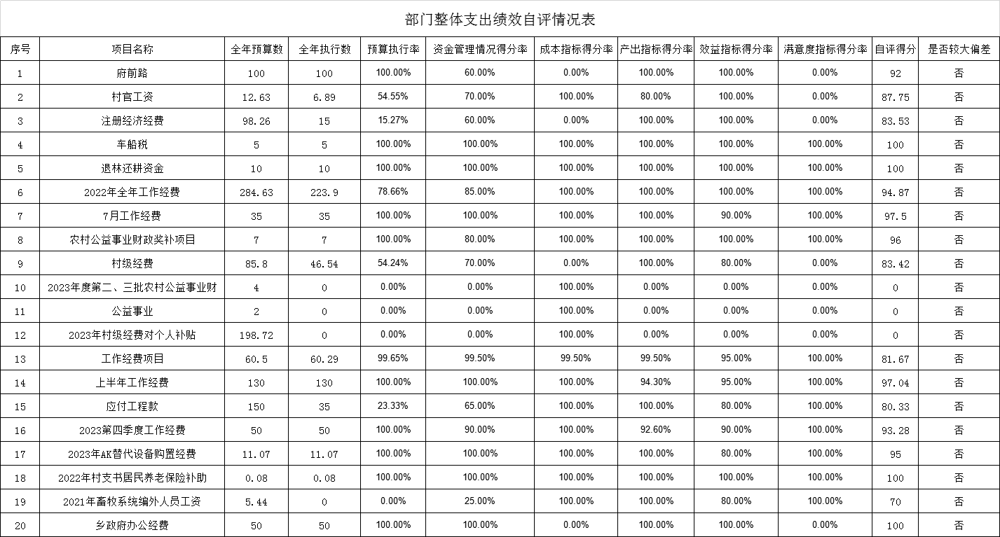 部门整体支出绩效自评情况表
序号 项目名称 全年预算数 全年执行数 预算执行率 资金管理情况得分率 成本指标得分率 产出指标得分率 效益指标得分率 满意度指标得分率 自评得分 是否较大偏差
1 府前路 100 100 100.00% 60.00% 0.00% 100.00% 100.00% 0.00% 92 否
2 村官工资 12.63 6.89 54.55% 70.00% 100.00% 80.00% 100.00% 0.00% 87.75 否
3 注册经济经费 98.26 15 15.27% 60.00% 0.00% 100.00% 100.00% 0.00% 83.53 否
4 车船税 5 5 100.00% 100.00% 100.00% 100.00% 100.00% 0.00% 100 否
5 退林还耕资金 10 10 100.00% 100.00% 100.00% 100.00% 100.00% 100.00% 100 否
6 2022年全年工作经费 284.63 223.9 78.66% 85.00% 100.00% 100.00% 100.00% 100.00% 94.87 否
7 7月工作经费 35 35 100.00% 100.00% 100.00% 100.00% 90.00% 100.00% 97.5 否
8 农村公益事业财政奖补项目 7 7 100.00% 80.00% 100.00% 100.00% 100.00% 100.00% 96 否
9 村级经费 85.8 46.54 54.24% 70.00% 0.00% 100.00% 80.00% 0.00% 83.42 否
10 2023年度第二、三批农村公益事业财 4 0 0.00% 0.00% 100.00% 0.00% 0.00% 0.00% 0 否
11 公益事业 2 0 0.00% 0.00% 100.00% 0.00% 0.00% 0.00% 0 否
12 2023年村级经费对个人补贴 198.72 0 0.00% 0.00% 100.00% 0.00% 0.00% 0.00% 0 否
13 工作经费项目 60.5 60.29 99.65% 99.50% 99.50% 99.50% 95.00% 100.00% 81.67 否
14 上半年工作经费 130 130 100.00% 100.00% 100.00% 94.30% 95.00% 100.00% 97.04 否
15 应付工程款 150 35 23.33% 65.00% 100.00% 100.00% 80.00% 100.00% 80.33 否
16 2023第四季度工作经费 50 50 100.00% 90.00% 100.00% 92.60% 90.00% 100.00% 93.28 否
17 2023年AK替代设备购置经费 11.07 11.07 100.00% 100.00% 100.00% 100.00% 80.00% 100.00% 95 否
18 2022年村支书居民养老保险补助 0.08 0.08 100.00% 100.00% 100.00% 100.00% 100.00% 100.00% 100 否
19 2021年畜牧系统编外人员工资 5.44 0 0.00% 25.00% 100.00% 100.00% 80.00% 100.00% 70 否
20 乡政府办公经费 50 50 100.00% 100.00% 0.00% 100.00% 100.00% 0.00% 100 否